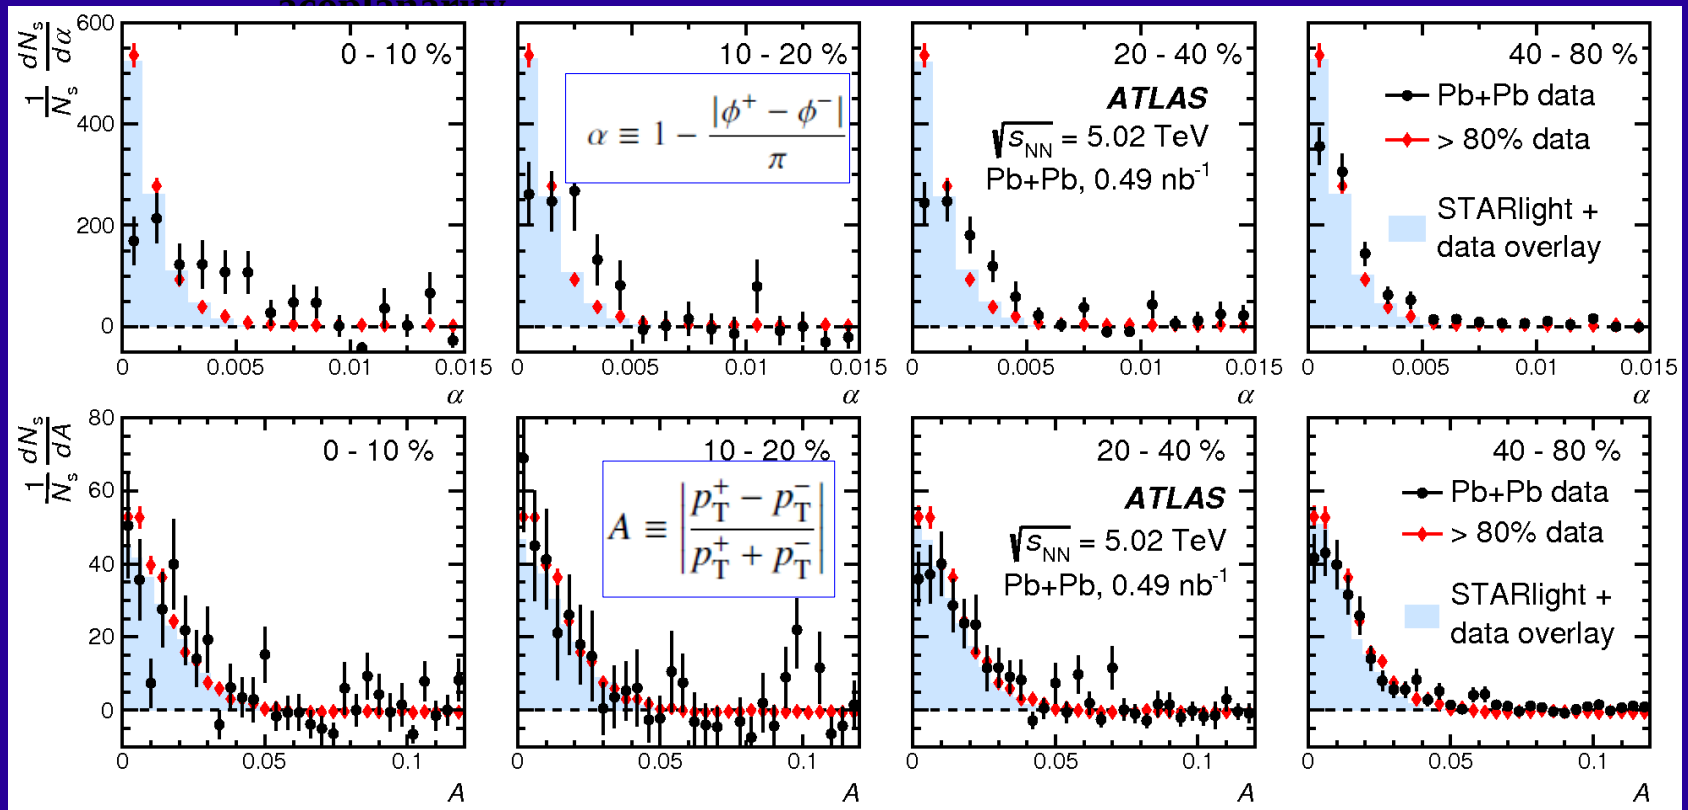 acoplanarity
1/N_s dN_s/dα
600
400
200
0
0 - 10 %
0 0.005 0.01 0.015
α
10 - 20 %
α ≡ 1 − |ϕ⁺ − ϕ⁻| / π
0 0.005 0.01 0.015
α
20 - 40 %
ATLAS
√s_NN = 5.02 TeV
Pb+Pb, 0.49 nb⁻¹
0 0.005 0.01 0.015
α
40 - 80 %
Pb+Pb data
> 80% data
STARlight +
data overlay
0 0.005 0.01 0.015
α
1/N_s dN_s/dA
80
60
40
20
0
0 - 10 %
0 0.05 0.1
A
10 - 20 %
A ≡ |(p_T⁺ − p_T⁻) / (p_T⁺ + p_T⁻)|
0 0.05 0.1
A
20 - 40 %
ATLAS
√s_NN = 5.02 TeV
Pb+Pb, 0.49 nb⁻¹
0 0.05 0.1
A
40 - 80 %
Pb+Pb data
> 80% data
STARlight +
data overlay
0 0.05 0.1
A